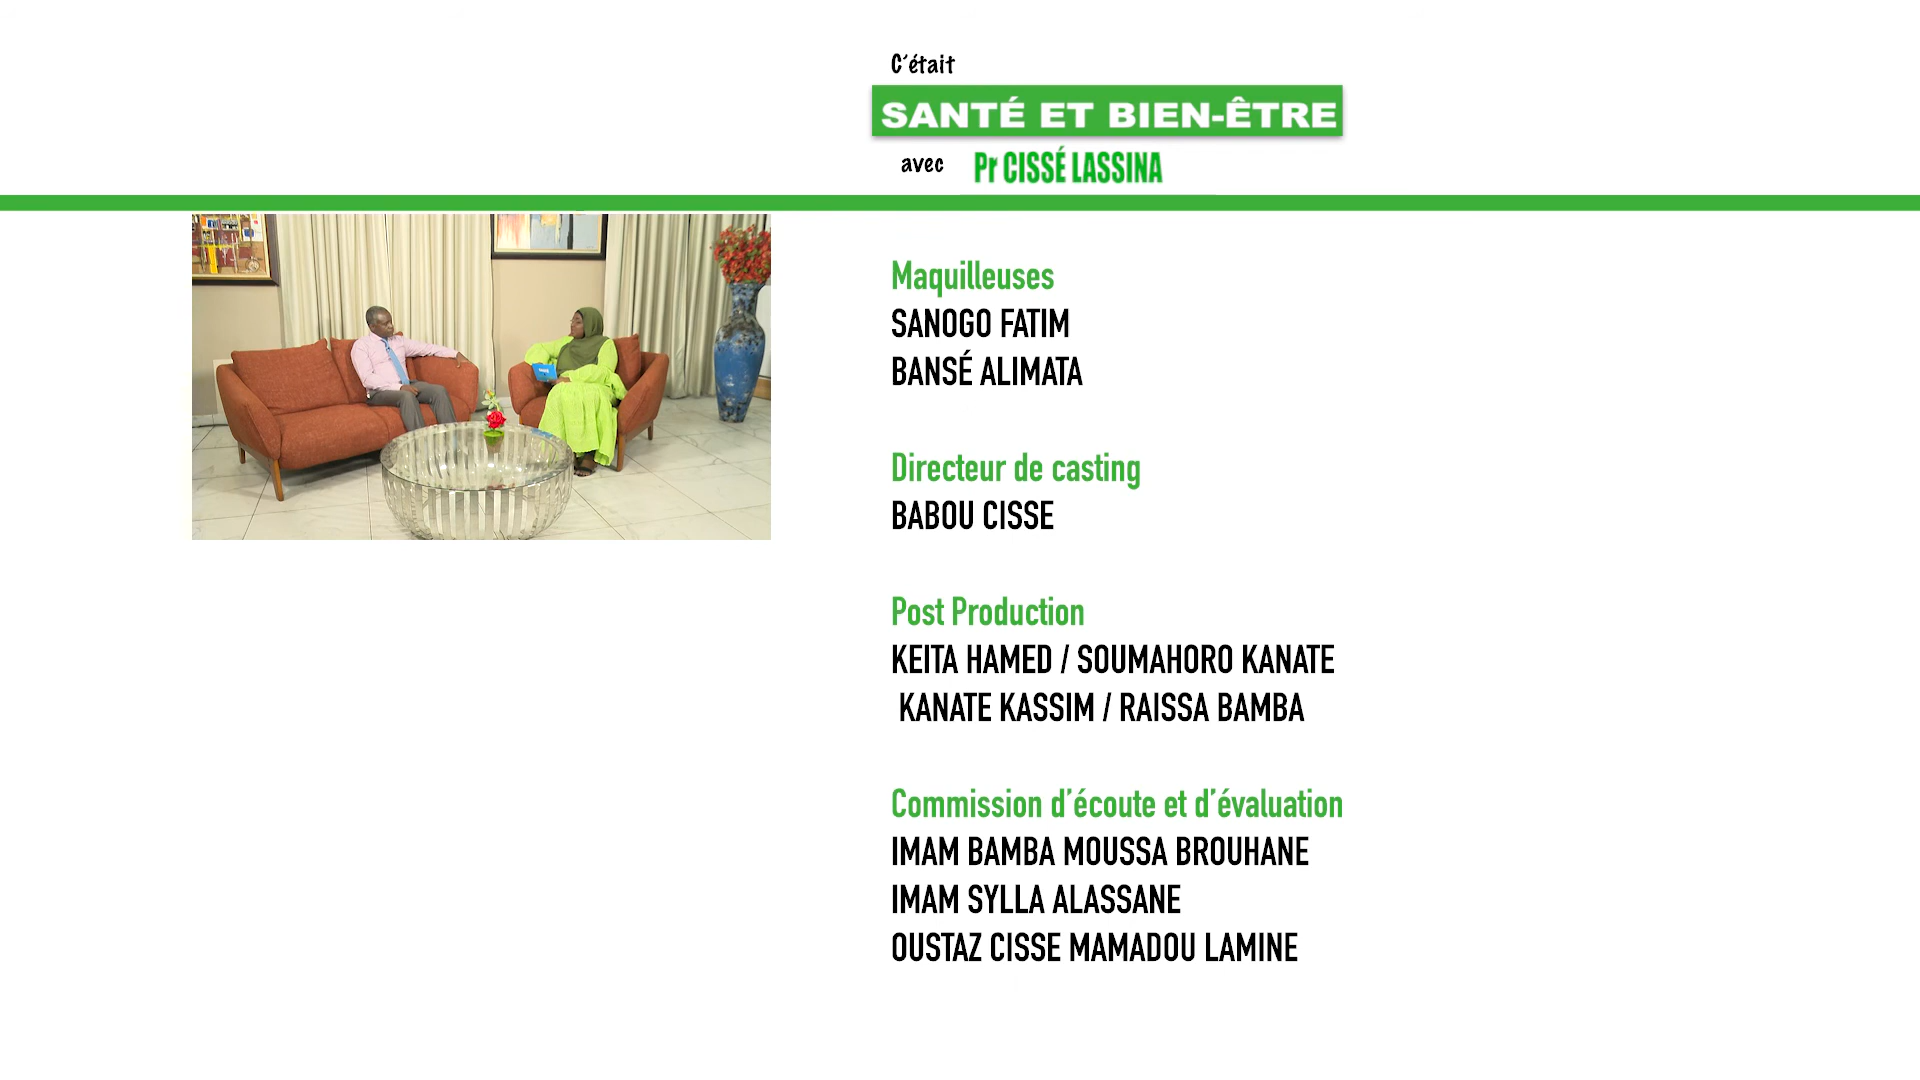 C'était
SANTÉ ET BIEN-ÊTRE
avec Pr CISSÉ LASSINA
Maquilleuses
SANOGO FATIM
BANSÉ ALIMATA
Directeur de casting
BABOU CISSE
Post Production
KEITA HAMED / SOUMAHORO KANATE
KANATE KASSIM / RAISSA BAMBA
Commission d’écoute et d’évaluation
IMAM BAMBA MOUSSA BROUHANE
IMAM SYLLA ALASSANE
OUSTAZ CISSE MAMADOU LAMINE